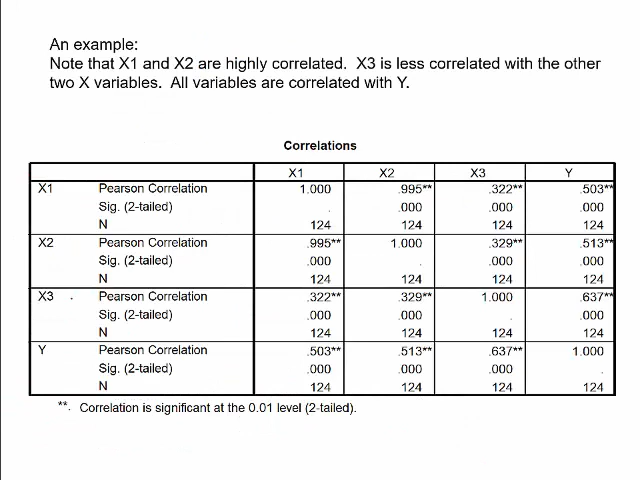 An example:
Note that X1 and X2 are highly correlated. X3 is less correlated with the other
two X variables. All variables are correlated with Y.
Correlations
X1 X2 X3 Y
X1 Pearson Correlation 1.000 .995** .322** .503**
Sig. (2-tailed) . .000 .000 .000
N 124 124 124 124
X2 Pearson Correlation .995** 1.000 .329** .513**
Sig. (2-tailed) .000 . .000 .000
N 124 124 124 124
X3 Pearson Correlation .322** .329** 1.000 .637**
Sig. (2-tailed) .000 .000 . .000
N 124 124 124 124
Y Pearson Correlation .503** .513** .637** 1.000
Sig. (2-tailed) .000 .000 .000 .
N 124 124 124 124
**. Correlation is significant at the 0.01 level (2-tailed).